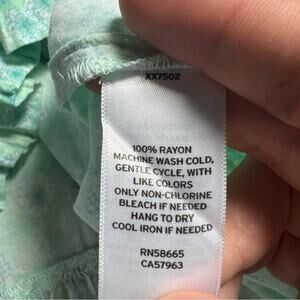 XX7502
100% RAYON
MACHINE WASH COLD,
GENTLE CYCLE, WITH
LIKE COLORS
ONLY NON-CHLORINE
BLEACH IF NEEDED
HANG TO DRY
COOL IRON IF NEEDED
RN58665
CA57963